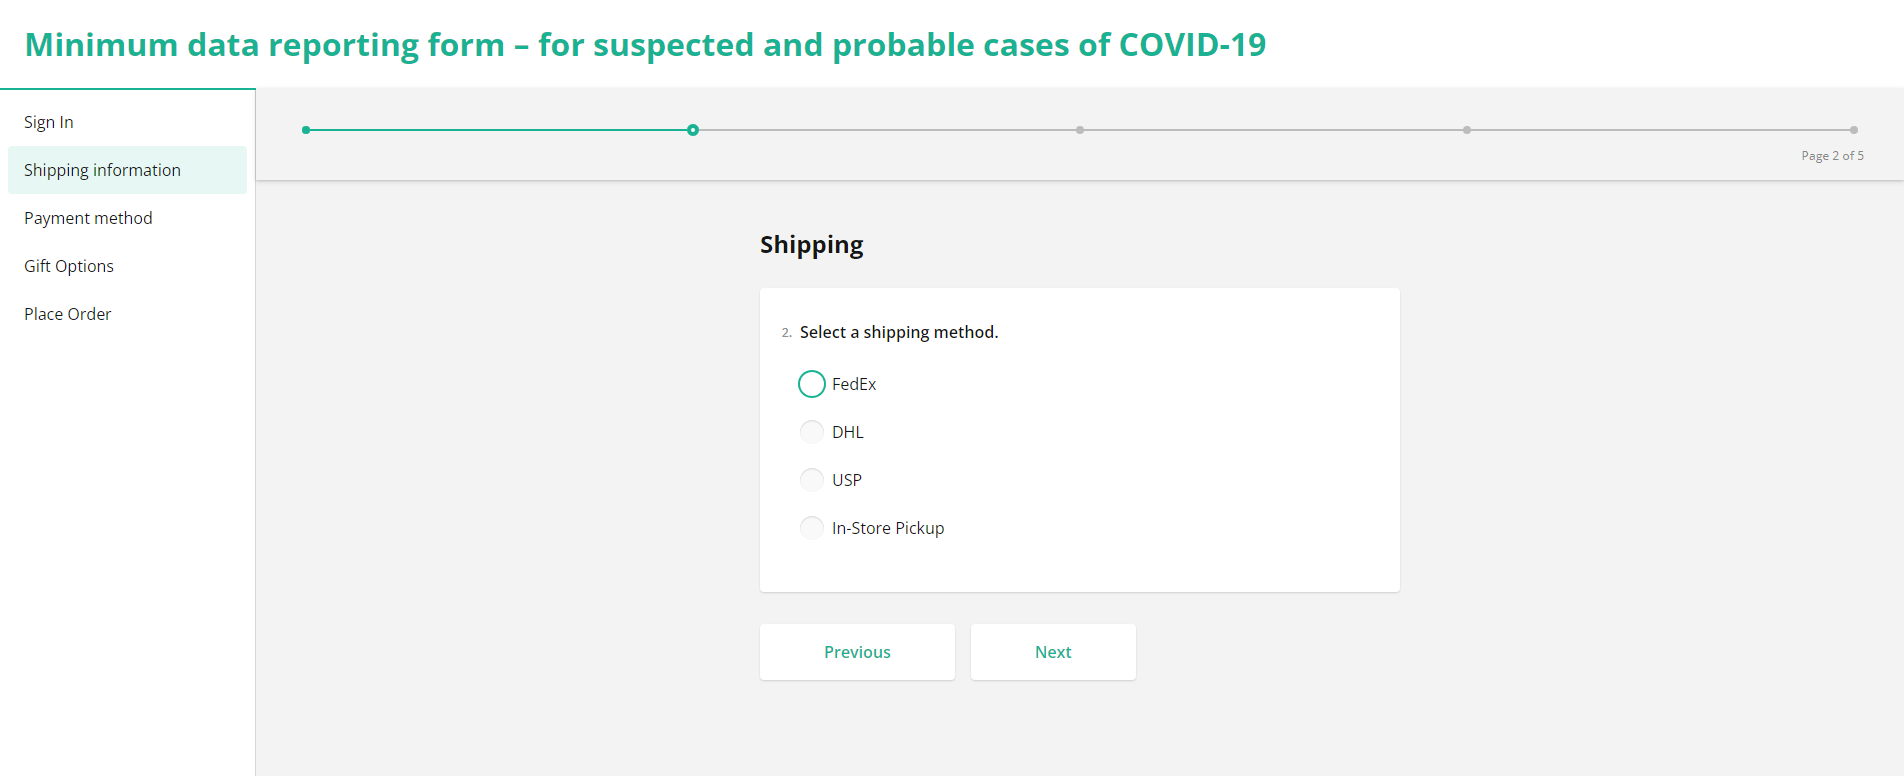 Minimum data reporting form – for suspected and probable cases of COVID-19
Sign In
Shipping information
Payment method
Gift Options
Place Order
Page 2 of 5
Shipping
2. Select a shipping method.
FedEx
DHL
USP
In-Store Pickup
Previous
Next